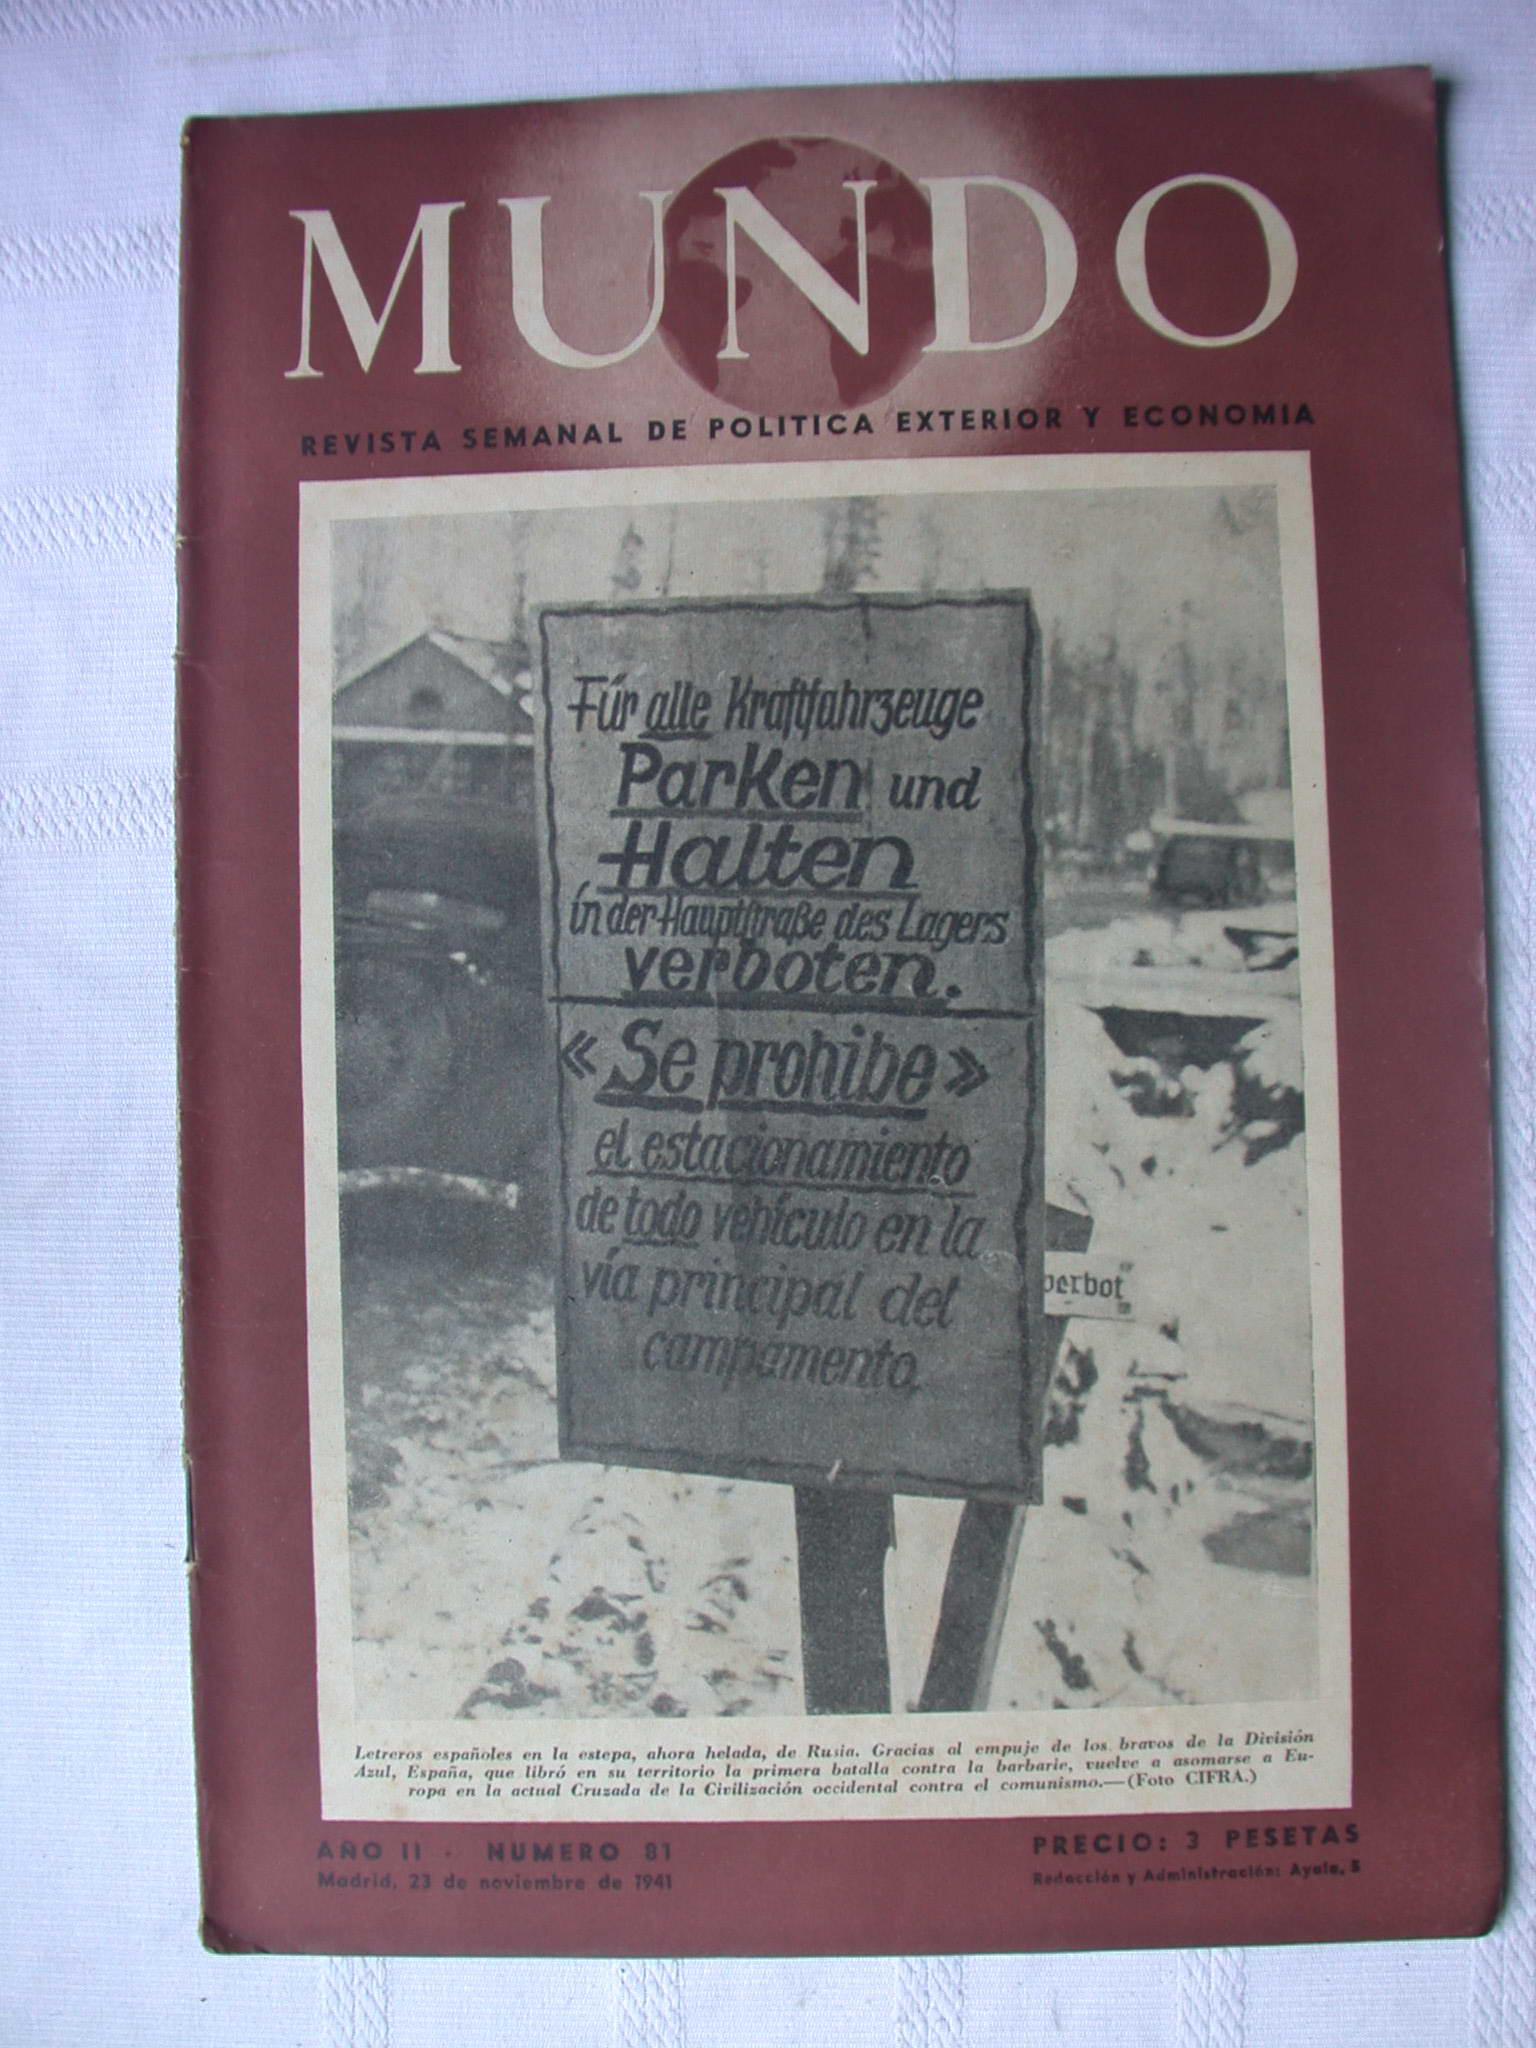 MUNDO
REVISTA SEMANAL DE POLITICA EXTERIOR Y ECONOMIA
Für alle Kraftfahrzeuge
Parken und
Halten
in der Hauptstraße des Lagers
verboten.
« Se prohibe »
el estacionamiento
de todo vehículo en la
vía principal del
campamento.
verbot
Letreros españoles en la estepa, ahora helada, de Rusia. Gracias al empuje de los bravos de la División
Azul, España, que libró en su territorio la primera batalla contra la barbarie, vuelve a asomarse a Eu-
ropa en la actual Cruzada de la Civilización occidental contra el comunismo.—(Foto CIFRA.)
AÑO II · NUMERO 81
Madrid, 23 de noviembre de 1941
PRECIO: 3 PESETAS
Redacción y Administración: Ayala, 5